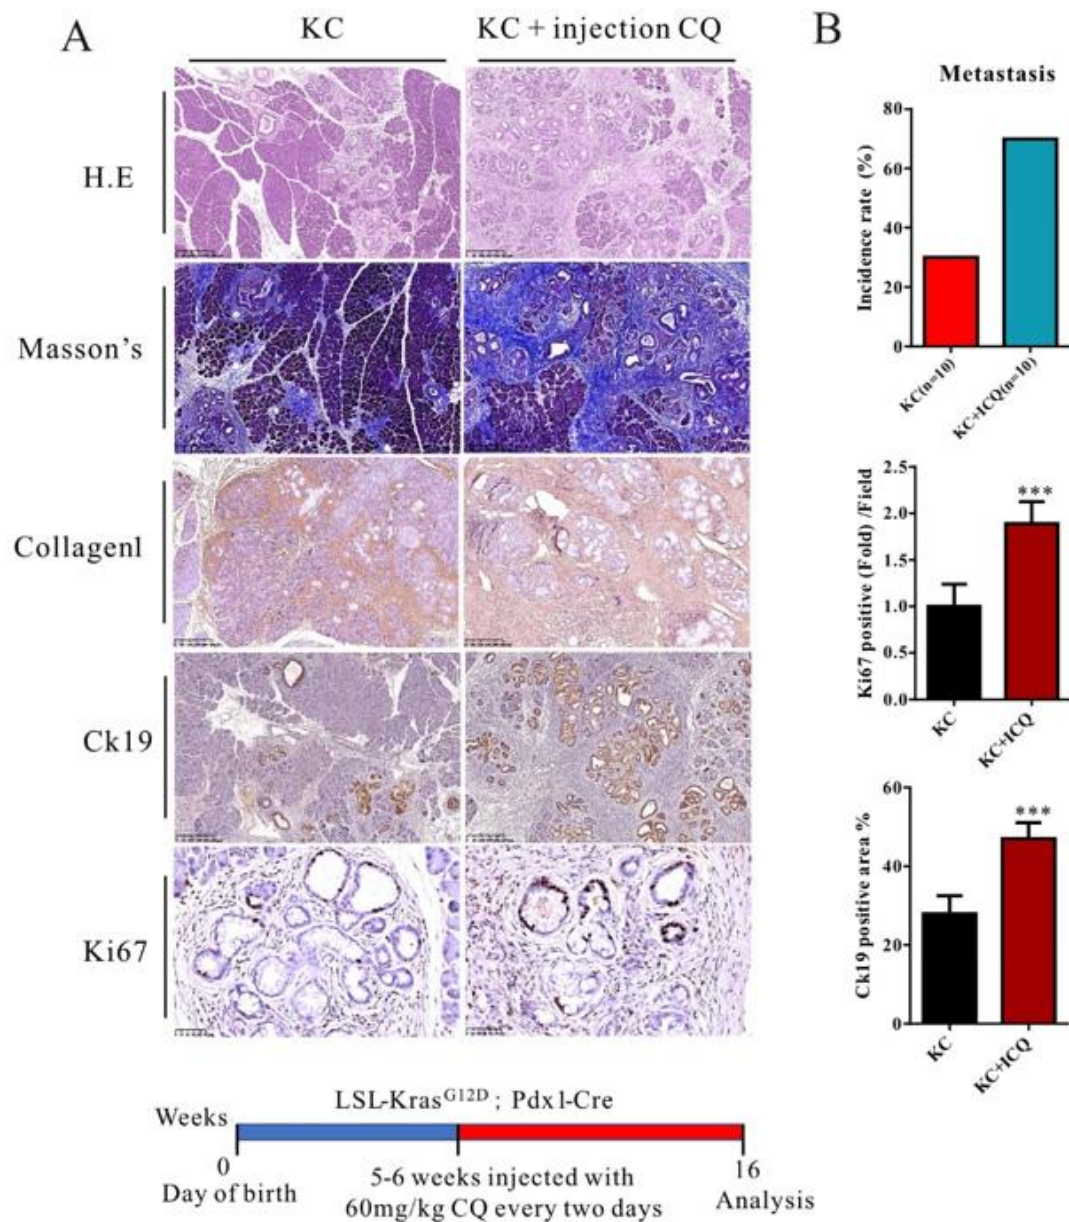 A
KC
KC + injection CQ
H.E
Masson's
Collagenl
Ck19
Ki67
Weeks
LSL-Kras^G12D ; Pdx1-Cre
0
Day of birth
5-6 weeks injected with
60mg/kg CQ every two days
16
Analysis
B
Metastasis
Incidence rate (%)
80
60
40
20
0
KC(n=10)
KC+ICQ(n=10)
Ki67 positive (Fold) /Field
2.5
2.0
1.5
1.0
0.5
0.0
***
KC
KC+ICQ
Ck19 positive area %
60
40
20
0
***
KC
KC+ICQ